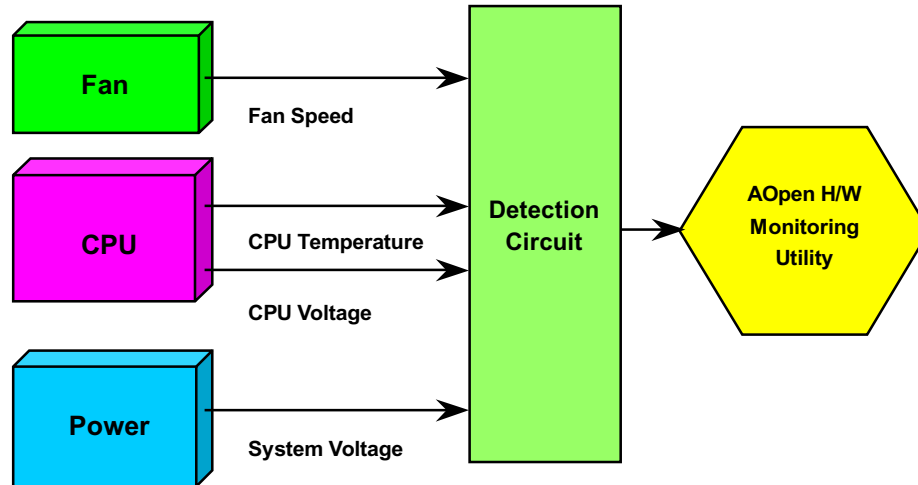 Fan
Fan Speed
CPU
CPU Temperature
CPU Voltage
Power
System Voltage
Detection
Circuit
AOpen H/W
Monitoring
Utility